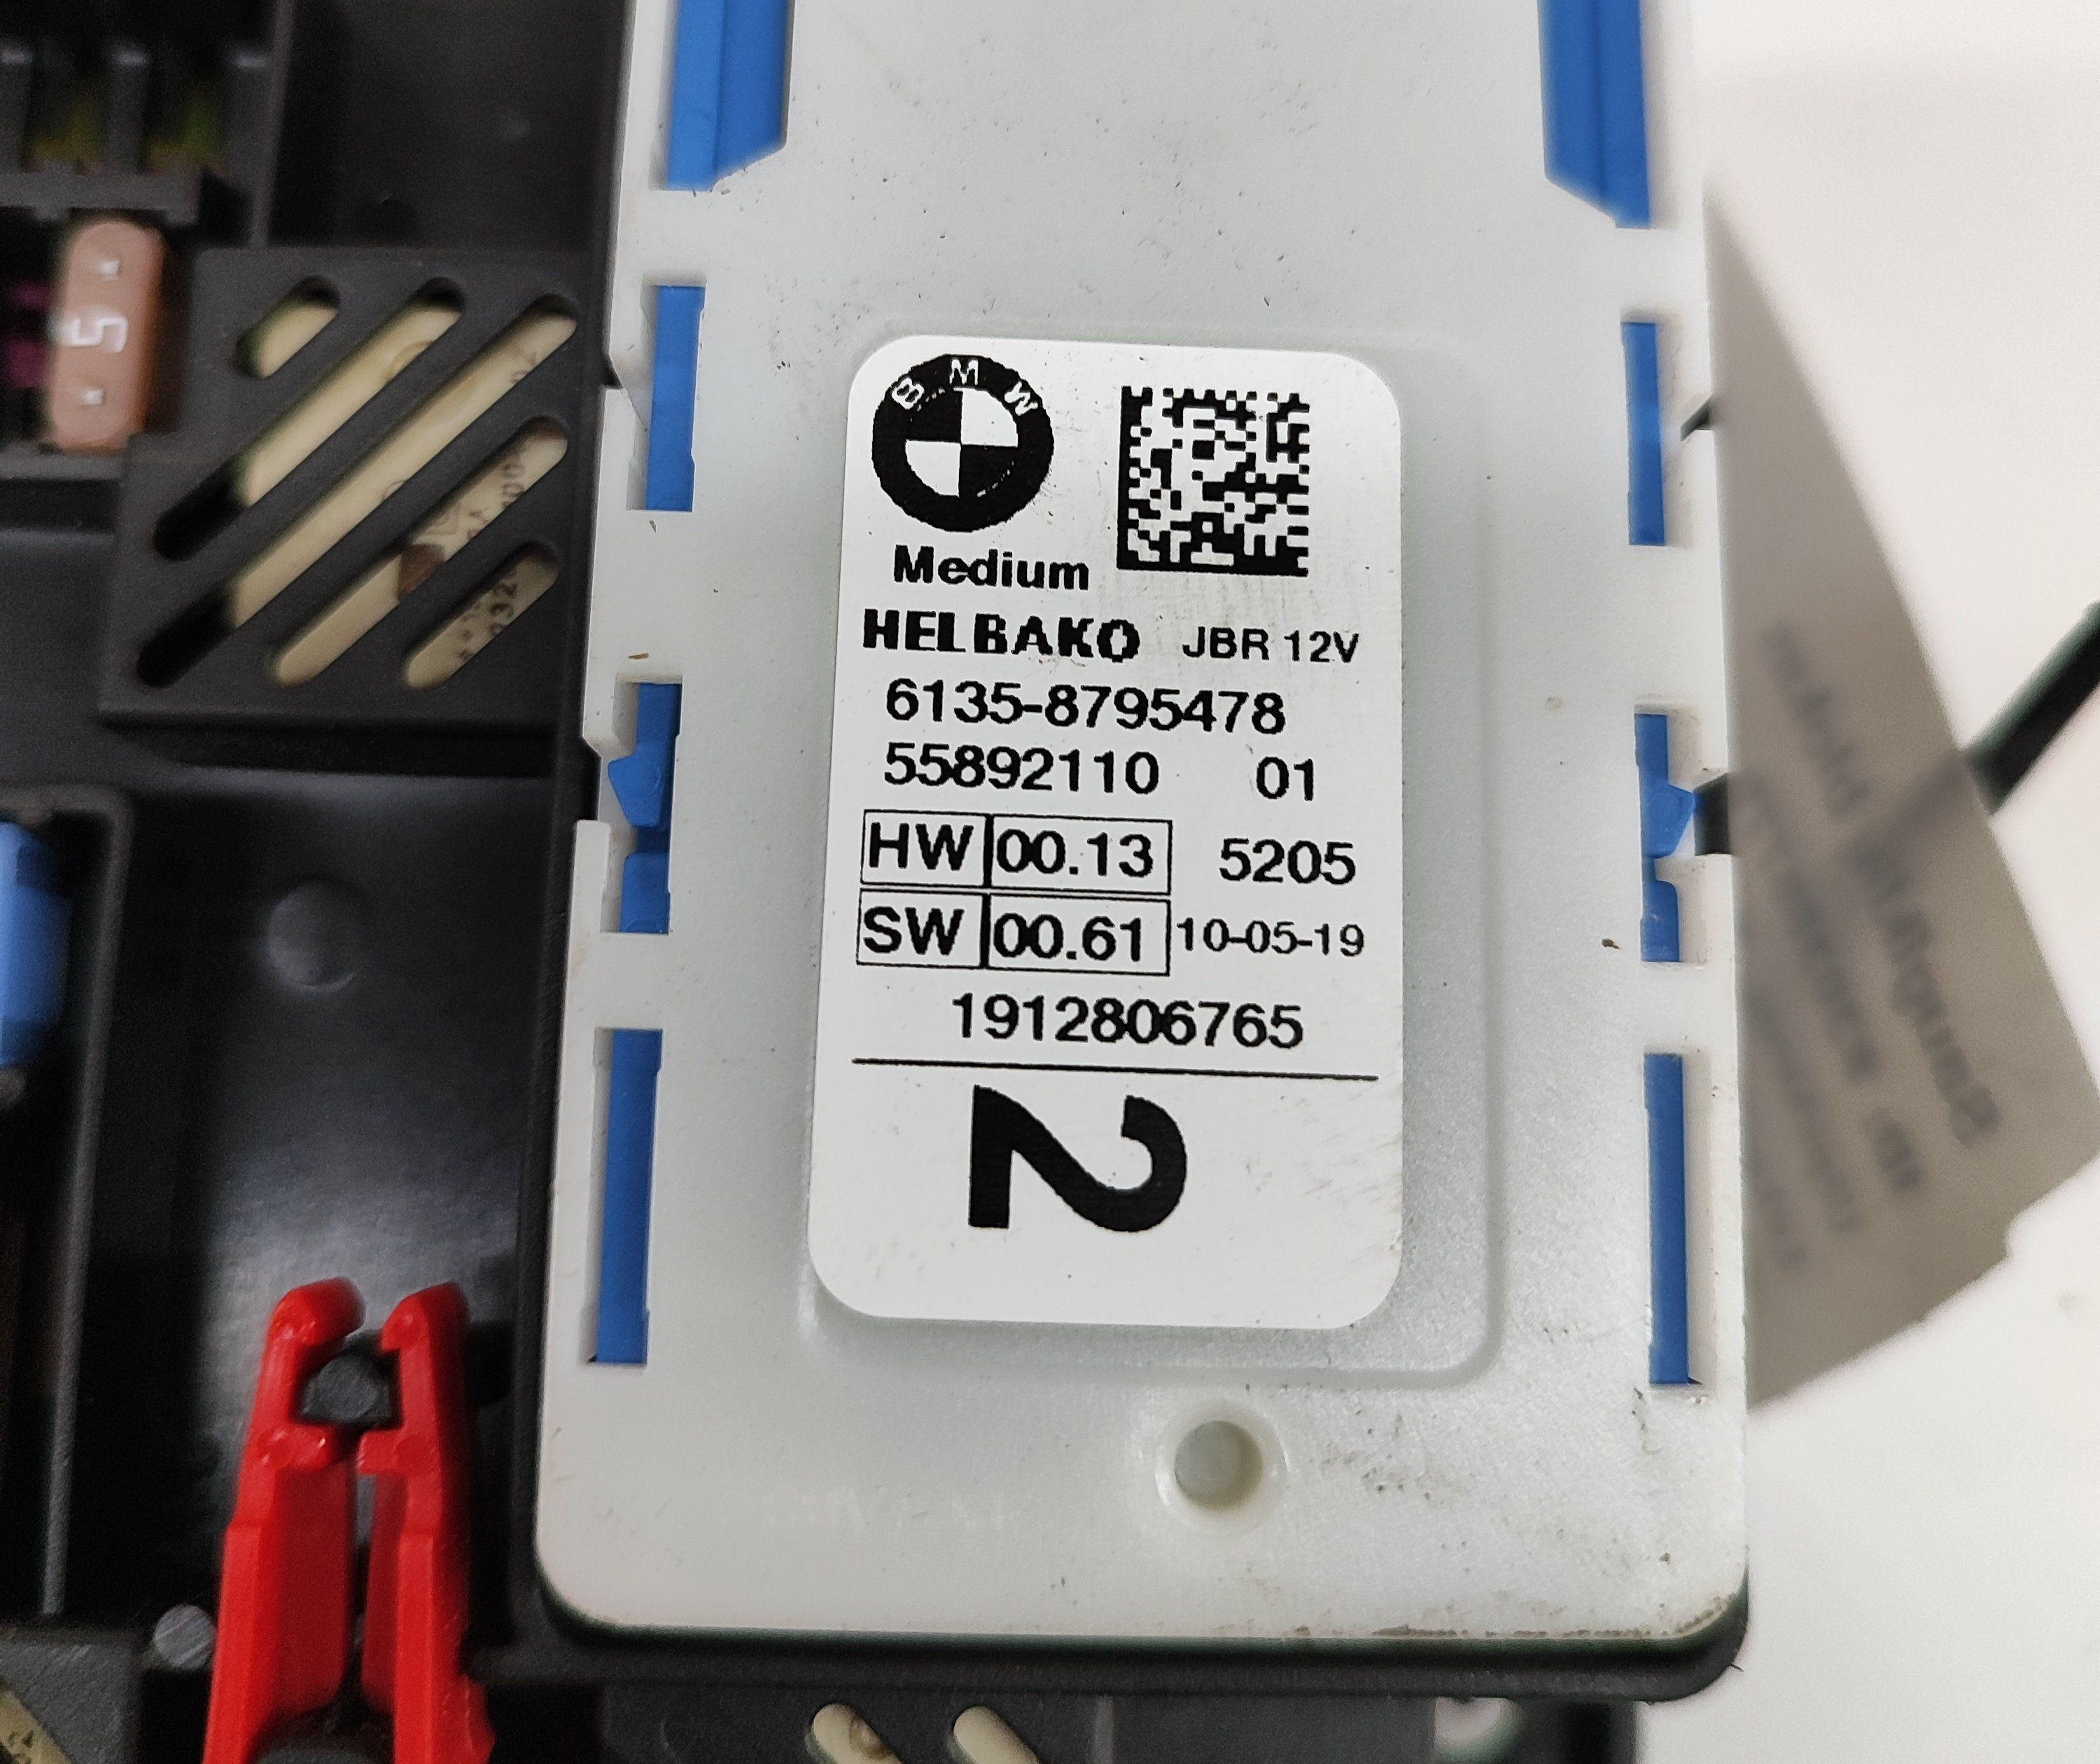 BMW
Medium
HELBAKO JBR 12V
6135-8795478
55892110 01
HW 00.13 5205
SW 00.61 10-05-19
1912806765
2
5